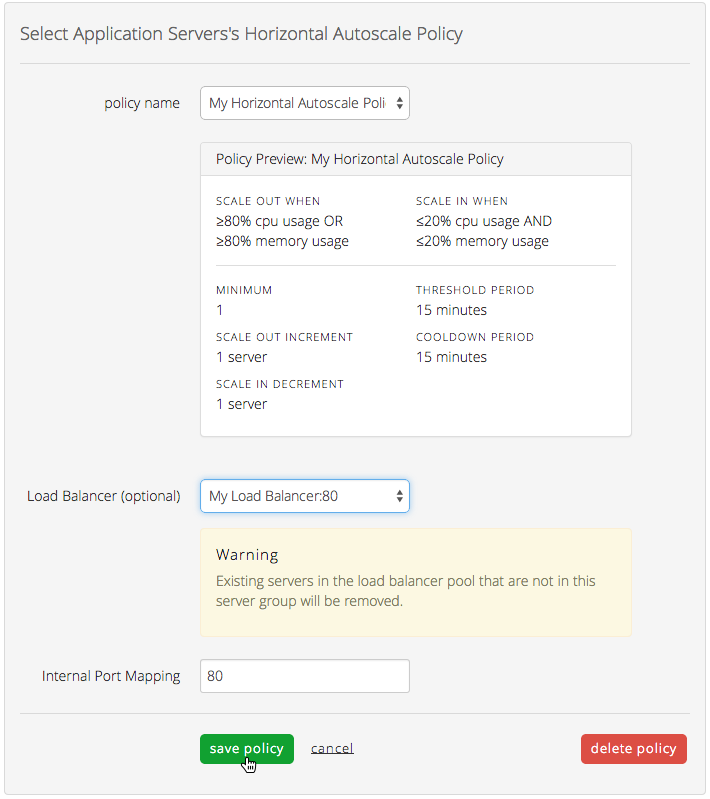 Select Application Servers's Horizontal Autoscale Policy
policy name
My Horizontal Autoscale Poli
Policy Preview: My Horizontal Autoscale Policy
SCALE OUT WHEN
≥80% cpu usage OR
≥80% memory usage
SCALE IN WHEN
≤20% cpu usage AND
≤20% memory usage
MINIMUM
1
THRESHOLD PERIOD
15 minutes
SCALE OUT INCREMENT
1 server
COOLDOWN PERIOD
15 minutes
SCALE IN DECREMENT
1 server
Load Balancer (optional)
My Load Balancer:80
Warning
Existing servers in the load balancer pool that are not in this
server group will be removed.
Internal Port Mapping
80
save policy
cancel
delete policy